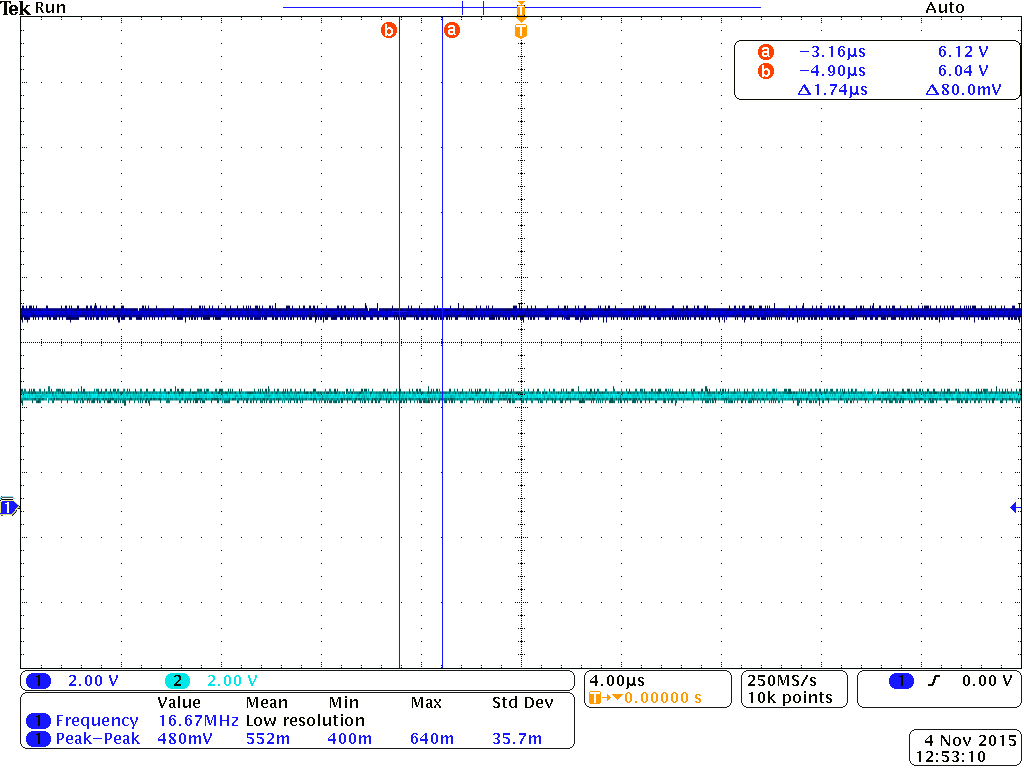 Tek Run Auto
T
b a T
a −3.16µs 6.12 V
b −4.90µs 6.04 V
Δ1.74µs Δ80.0mV
1
1 2.00 V 2 2.00 V
4.00µs
T→▼0.00000 s
250MS/s
10k points
1 0.00 V
Value Mean Min Max Std Dev
1 Frequency 16.67MHz Low resolution
1 Peak−Peak 480mV 552m 400m 640m 35.7m
4 Nov 2015
12:53:10